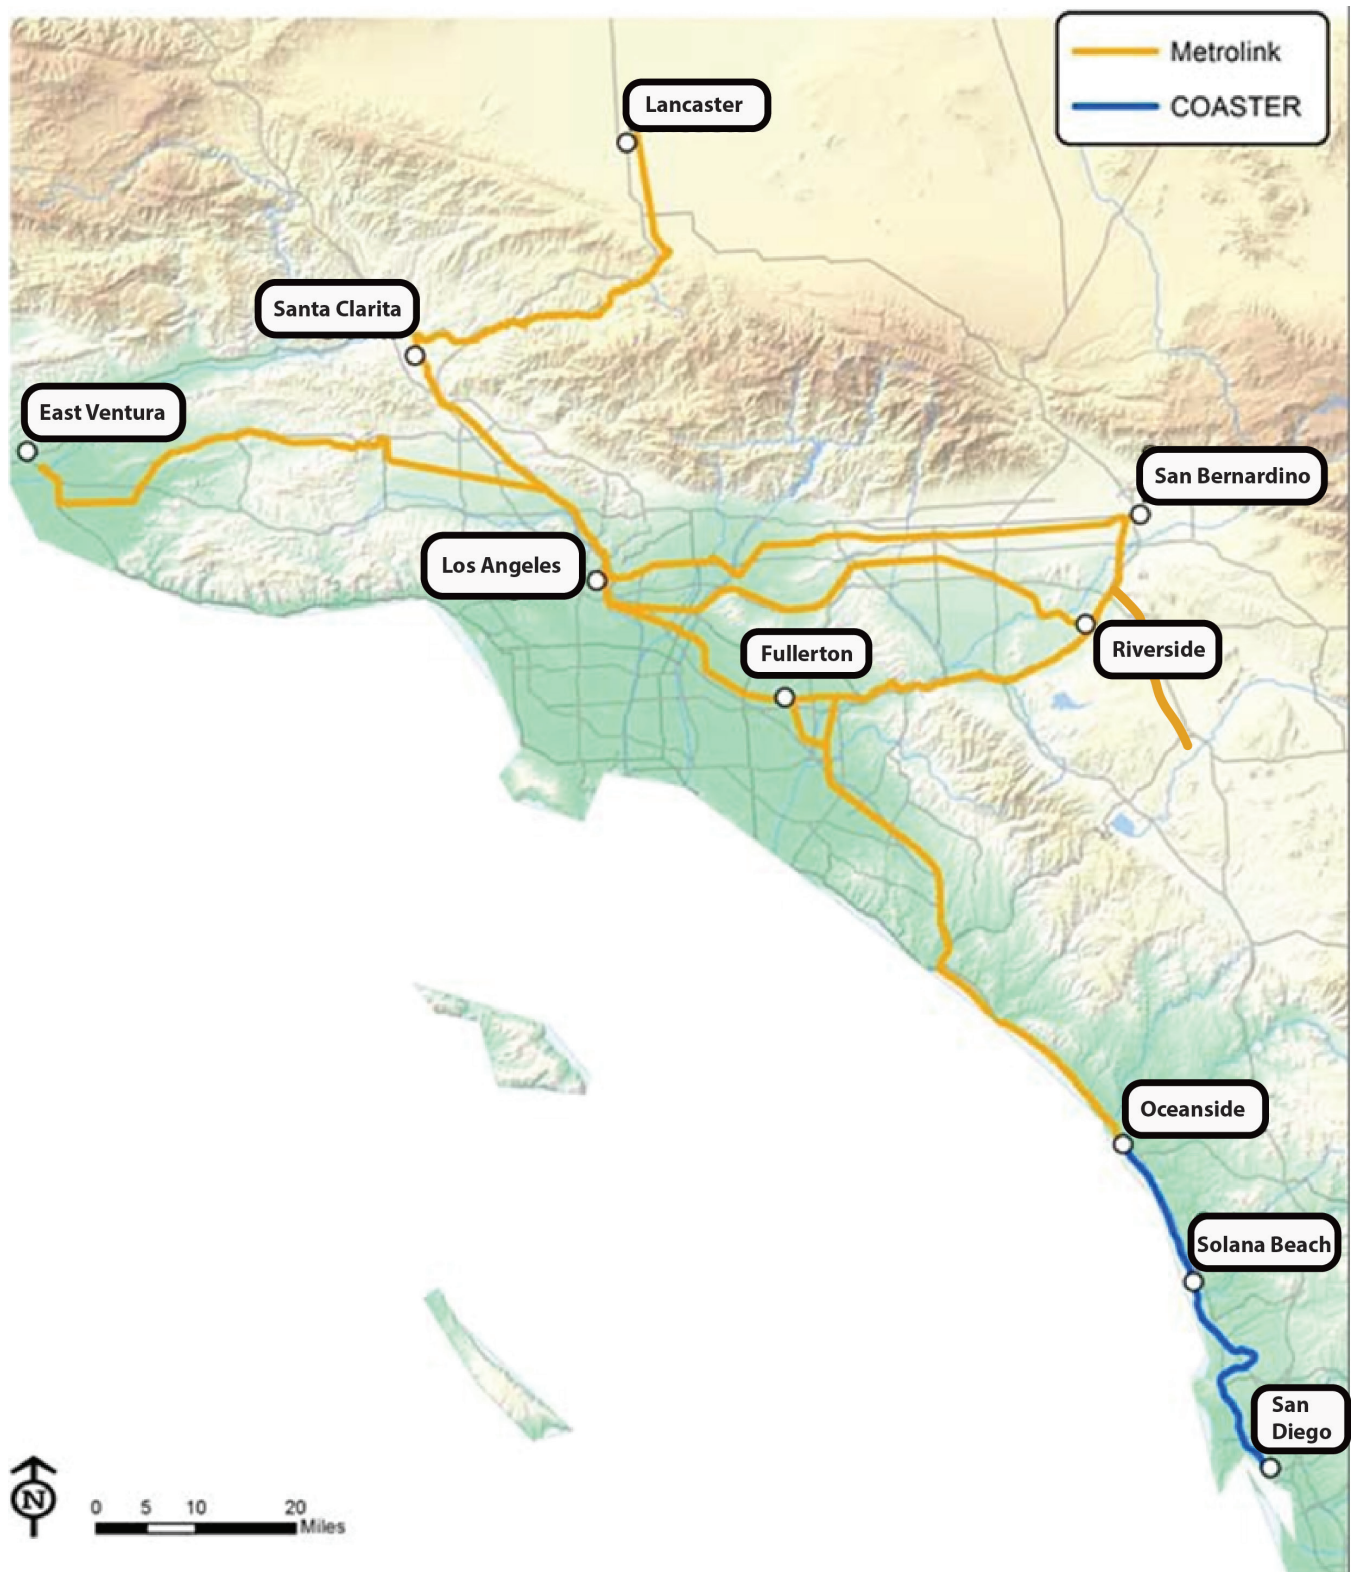 Metrolink
COASTER
Lancaster
Santa Clarita
East Ventura
San Bernardino
Los Angeles
Fullerton
Riverside
Oceanside
Solana Beach
San
Diego
N
0 5 10 20
Miles